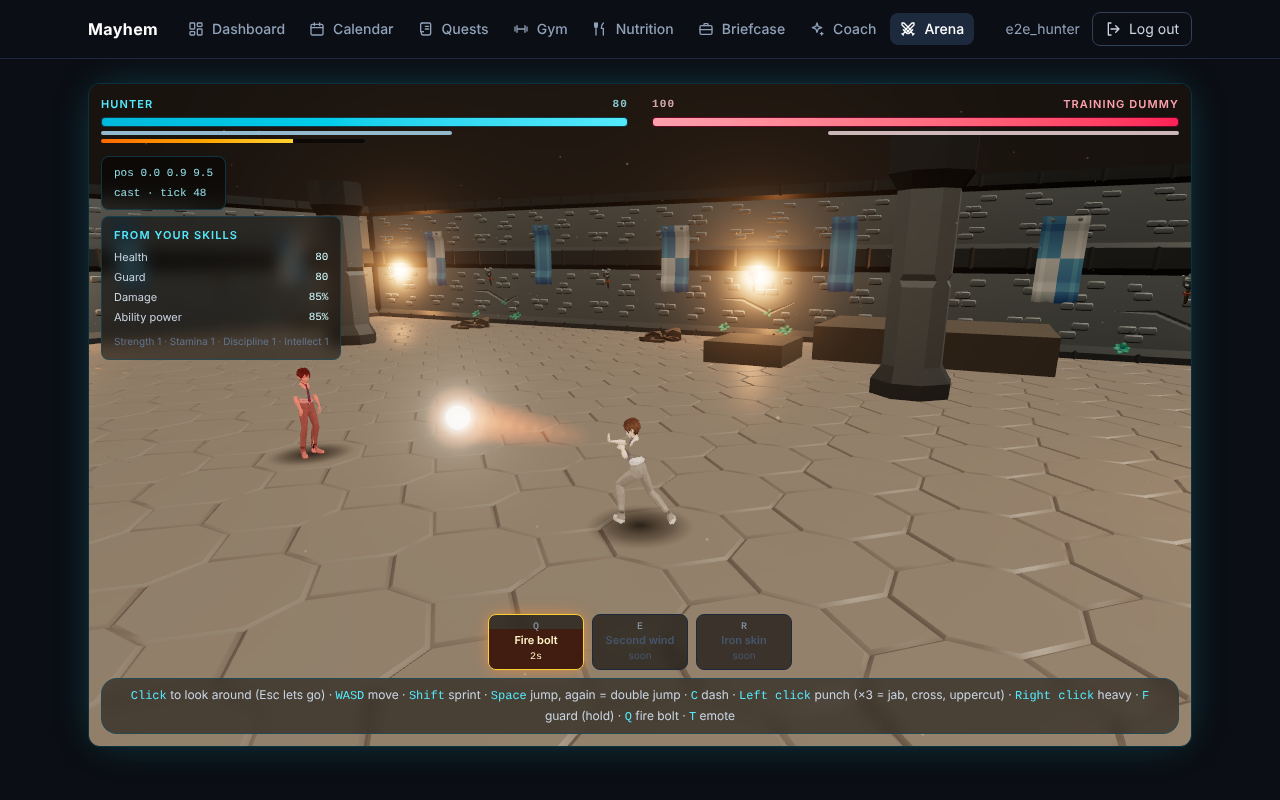 Mayhem Dashboard Calendar Quests Gym Nutrition Briefcase Coach Arena e2e_hunter Log out
HUNTER 80 100 TRAINING DUMMY
pos 0.0 0.9 9.5
cast · tick 48
FROM YOUR SKILLS
Health 80
Guard 80
Damage 85%
Ability power 85%
Strength 1 · Stamina 1 · Discipline 1 · Intellect 1
Q E R
Fire bolt Second wind Iron skin
2s soon soon
Click to look around (Esc lets go) · WASD move · Shift sprint · Space jump, again = double jump · C dash · Left click punch (×3 = jab, cross, uppercut) · Right click heavy · F
guard (hold) · Q fire bolt · T emote